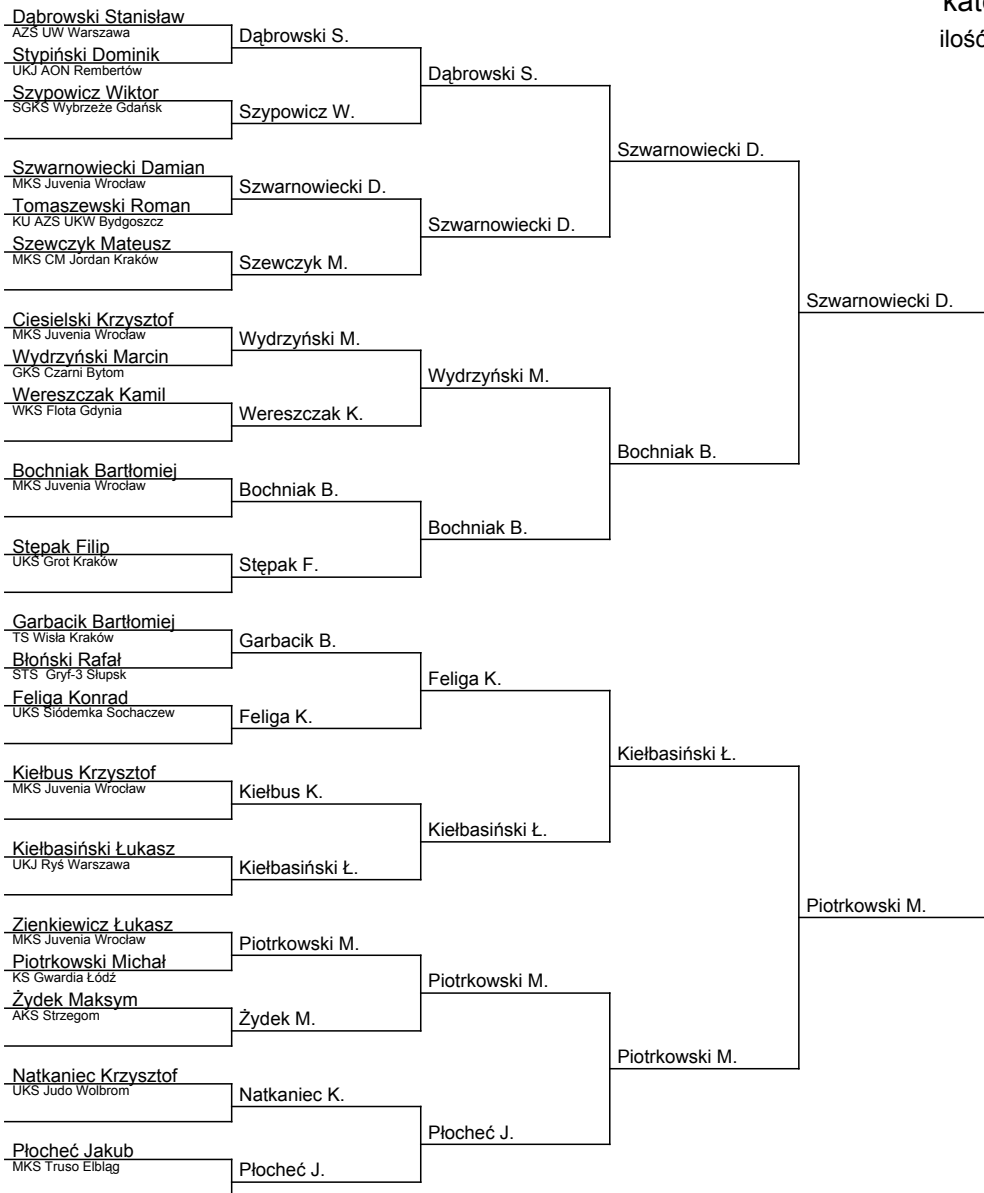 kate
ilość
Dąbrowski Stanisław
AZS UW Warszawa
Stypiński Dominik
UKJ AON Rembertów
Szypowicz Wiktor
SGKS Wybrzeże Gdańsk
Szwarnowiecki Damian
MKS Juvenia Wrocław
Tomaszewski Roman
KU AZS UKW Bydgoszcz
Szewczyk Mateusz
MKS CM Jordan Kraków
Ciesielski Krzysztof
MKS Juvenia Wrocław
Wydrzyński Marcin
GKS Czarni Bytom
Wereszczak Kamil
WKS Flota Gdynia
Bochniak Bartłomiej
MKS Juvenia Wrocław
Stępak Filip
UKS Grot Kraków
Garbacik Bartłomiej
TS Wisła Kraków
Błoński Rafał
STS Gryf-3 Słupsk
Feliga Konrad
UKS Siódemka Sochaczew
Kiełbus Krzysztof
MKS Juvenia Wrocław
Kiełbasiński Łukasz
UKJ Ryś Warszawa
Zienkiewicz Łukasz
MKS Juvenia Wrocław
Piotrkowski Michał
KS Gwardia Łódź
Żydek Maksym
AKS Strzegom
Natkaniec Krzysztof
UKS Judo Wolbrom
Płocheć Jakub
MKS Truso Elbląg
Dąbrowski S.
Szypowicz W.
Szwarnowiecki D.
Szewczyk M.
Wydrzyński M.
Wereszczak K.
Bochniak B.
Stępak F.
Garbacik B.
Feliga K.
Kiełbus K.
Kiełbasiński Ł.
Piotrkowski M.
Żydek M.
Natkaniec K.
Płocheć J.
Dąbrowski S.
Szwarnowiecki D.
Wydrzyński M.
Bochniak B.
Feliga K.
Kiełbasiński Ł.
Piotrkowski M.
Płocheć J.
Szwarnowiecki D.
Bochniak B.
Kiełbasiński Ł.
Piotrkowski M.
Szwarnowiecki D.
Piotrkowski M.